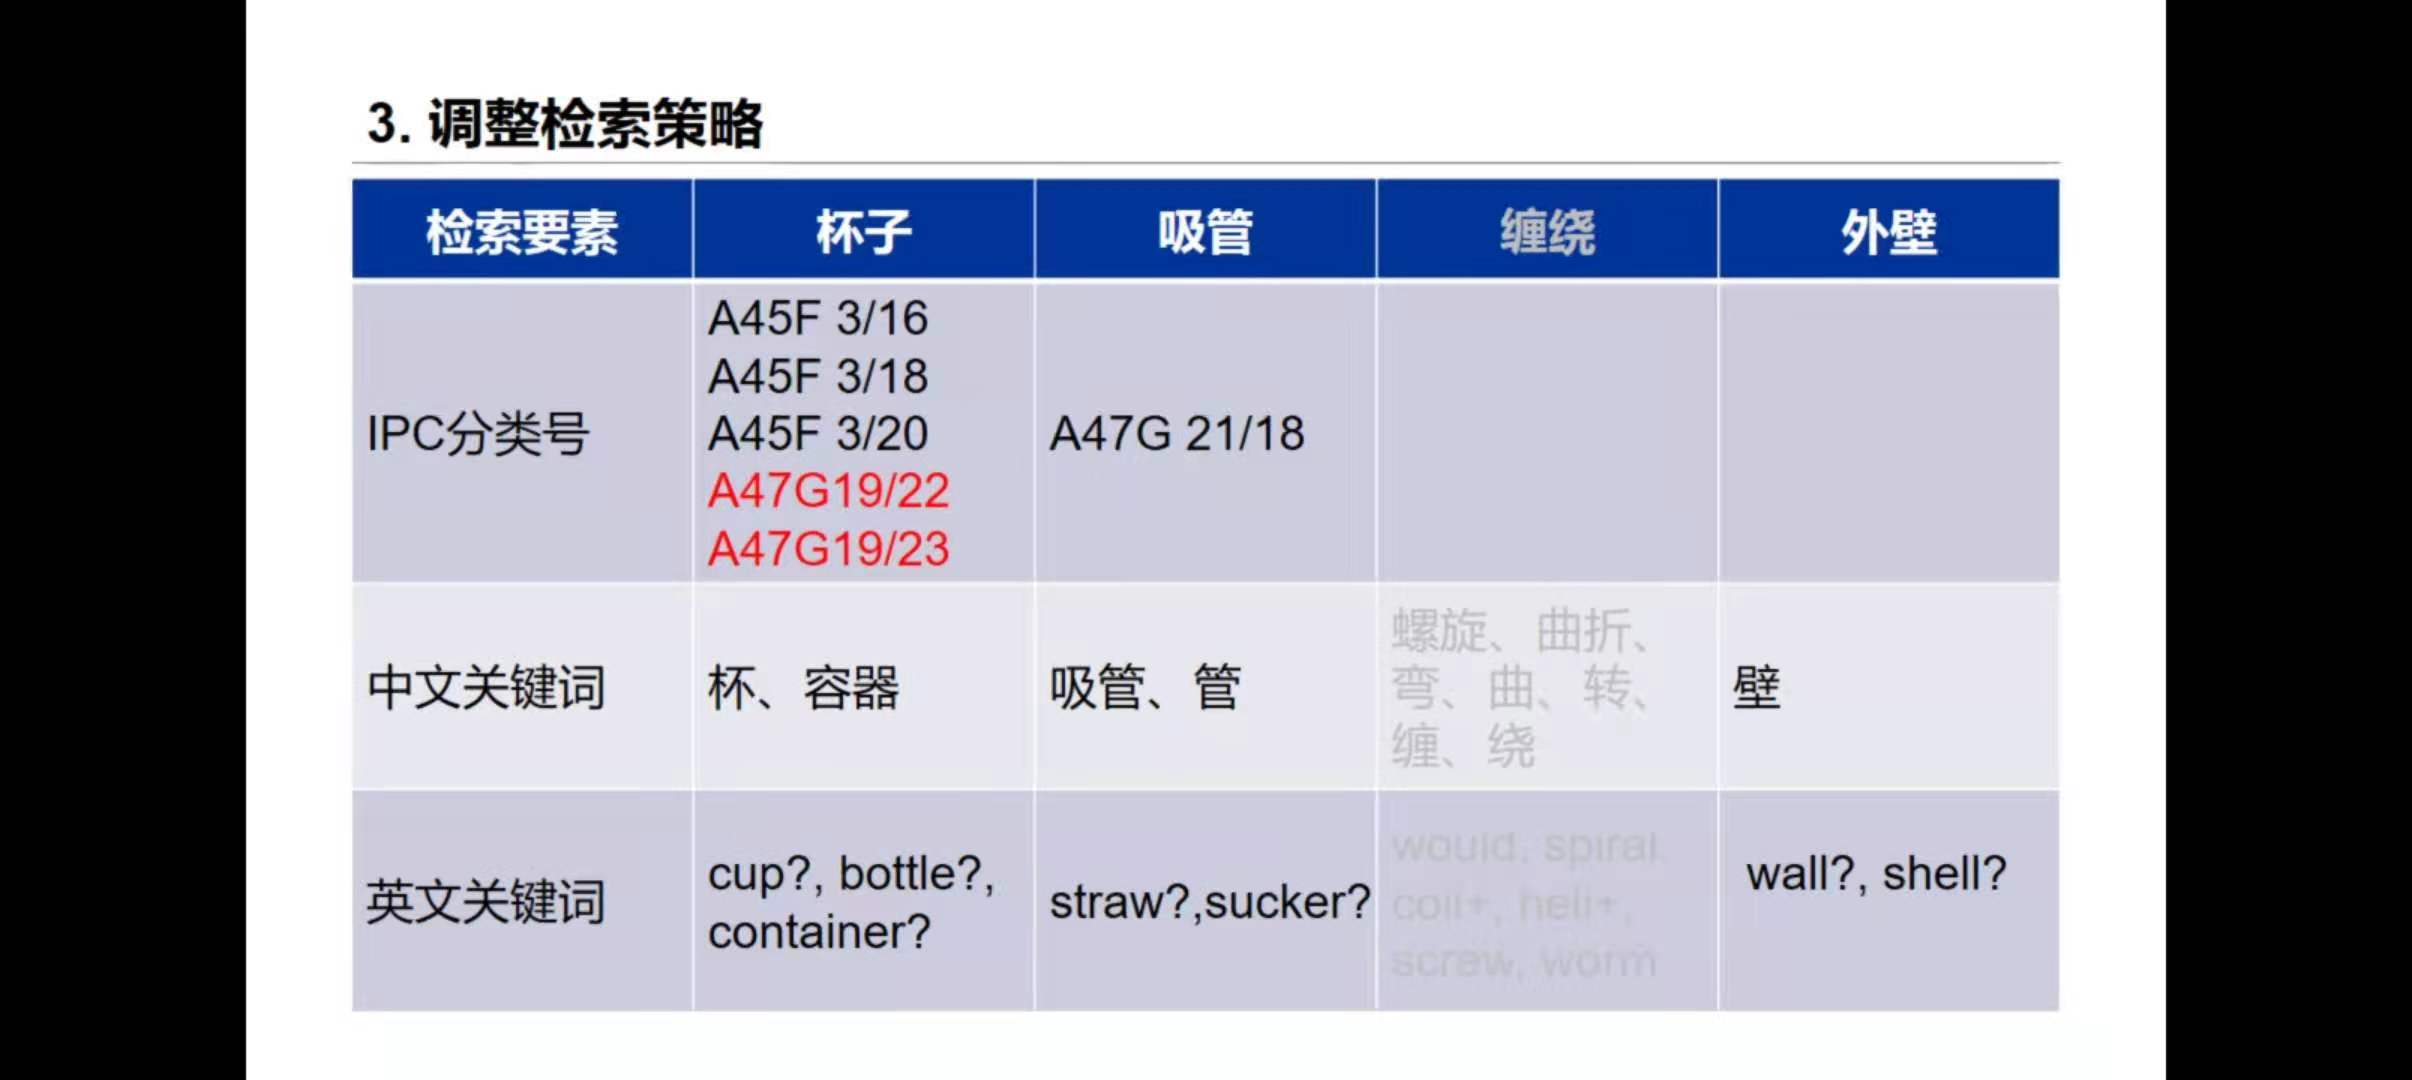 3. 调整检索策略
检索要素
杯子
吸管
缠绕
外壁
IPC分类号
A45F 3/16
A45F 3/18
A45F 3/20
A47G19/22
A47G19/23
A47G 21/18
中文关键词
杯、容器
吸管、管
螺旋、曲折、
弯、曲、转、
缠、绕
壁
英文关键词
cup?, bottle?,
container?
straw?,sucker?
would, spiral
coil+, heli+,
screw, worm
wall?, shell?